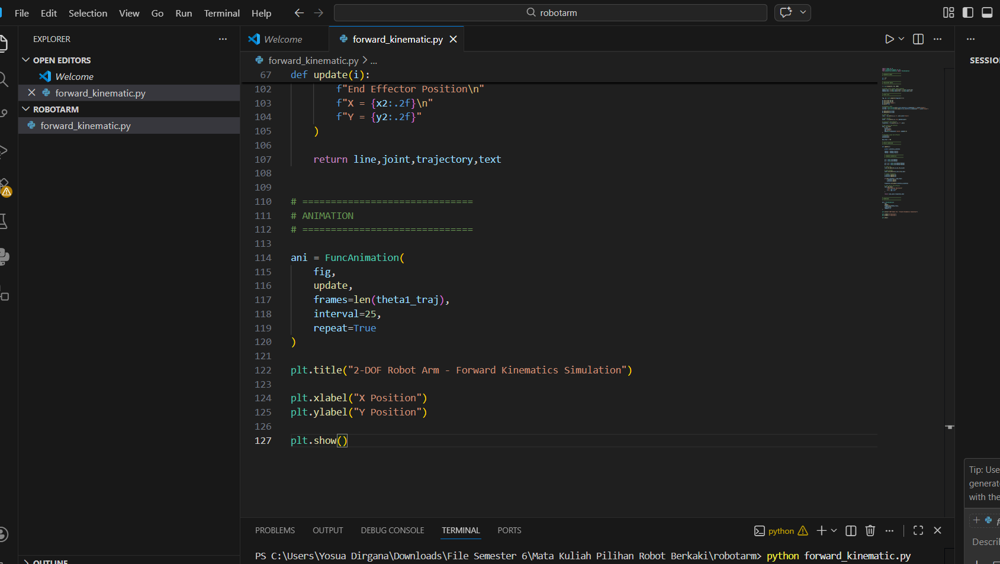 File Edit Selection View Go Run Terminal Help
robotarm
EXPLORER
OPEN EDITORS
Welcome
forward_kinematic.py
ROBOTARM
forward_kinematic.py
OUTLINE
Welcome
forward_kinematic.py
forward_kinematic.py > ...
67 def update(i):
102 f"End Effector Position\n"
103 f"X = {x2:.2f}\n"
104 f"Y = {y2:.2f}"
105 )
106
107 return line,joint,trajectory,text
108
109
110 # ==============================
111 # ANIMATION
112 # ==============================
113
114 ani = FuncAnimation(
115 fig,
116 update,
117 frames=len(theta1_traj),
118 interval=25,
119 repeat=True
120 )
121
122 plt.title("2-DOF Robot Arm - Forward Kinematics Simulation")
123
124 plt.xlabel("X Position")
125 plt.ylabel("Y Position")
126
127 plt.show()
PROBLEMS OUTPUT DEBUG CONSOLE TERMINAL PORTS
python
PS C:\Users\Yosua Dirgana\Downloads\File Semester 6\Mata Kuliah Pilihan Robot Berkaki\robotarm> python forward_kinematic.py
SESSIO
Tip: Use
generat
with the
Descri